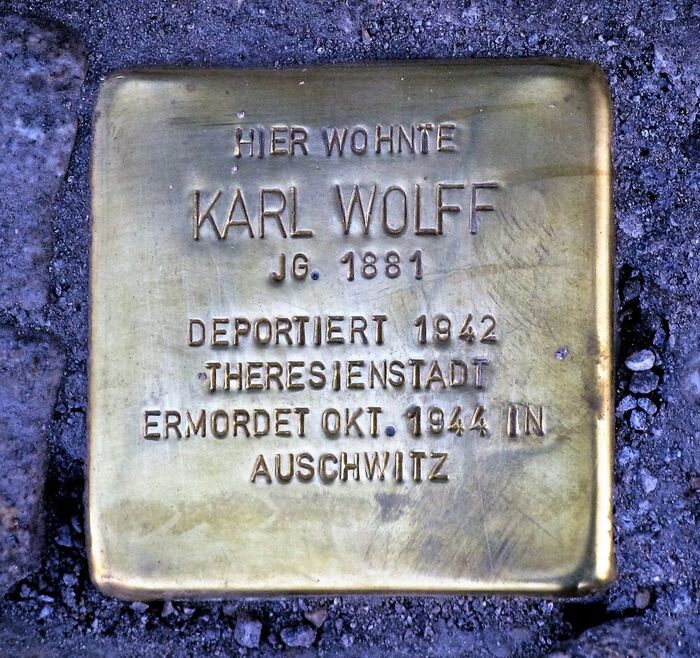 HIER WOHNTE
KARL WOLFF
JG. 1881
DEPORTIERT 1942
THERESIENSTADT
ERMORDET OKT. 1944 IN
AUSCHWITZ